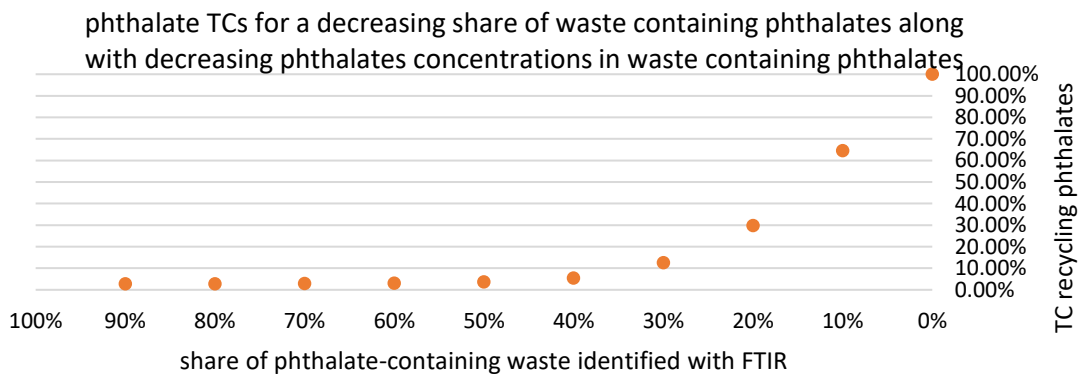 phthalate TCs for a decreasing share of waste containing phthalates along
with decreasing phthalates concentrations in waste containing phthalates
100.00%
90.00%
80.00%
70.00%
60.00%
50.00%
40.00%
30.00%
20.00%
10.00%
0.00%
TC recycling phthalates
100% 90% 80% 70% 60% 50% 40% 30% 20% 10% 0%
share of phthalate-containing waste identified with FTIR